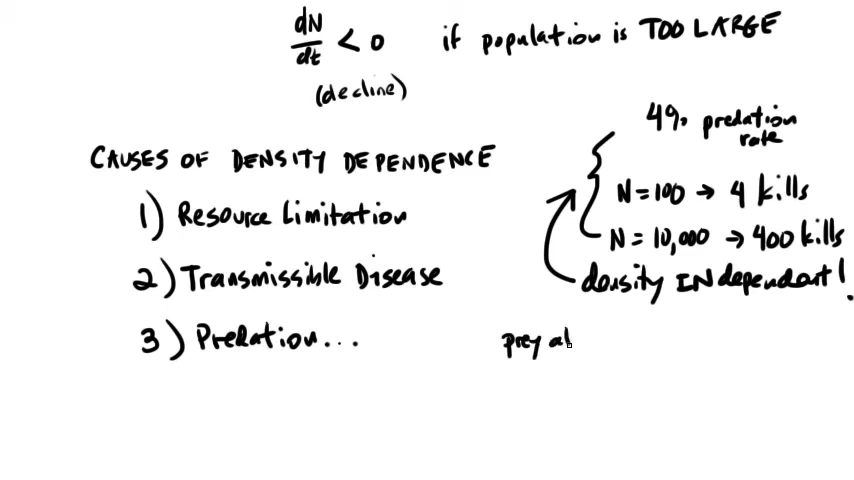 dN/dt < 0 if population is TOO LARGE
(decline)
4% predation
rate
CAUSES OF DENSITY DEPENDENCE
N = 100 → 4 kills
1) Resource Limitation
N = 10,000 → 400 kills
2) Transmissible Disease
density INdependent!
3) Predation...
prey al